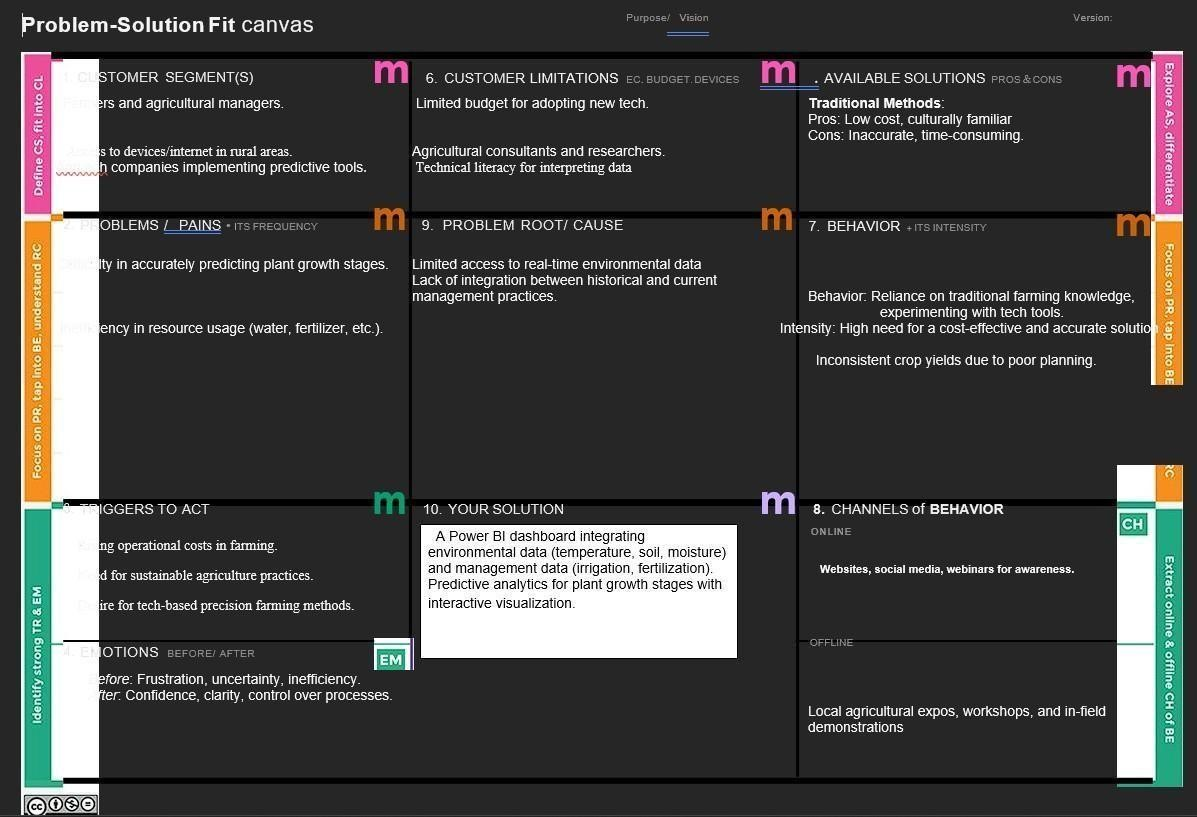 Problem-Solution Fit canvas
Purpose/ Vision
Version:
Define CS, fit into CL
1. CUSTOMER SEGMENT(S)
Farmers and agricultural managers.
Access to devices/internet in rural areas.
companies implementing predictive tools.
6. CUSTOMER LIMITATIONS EC. BUDGET. DEVICES
Limited budget for adopting new tech.
Agricultural consultants and researchers.
Technical literacy for interpreting data
. AVAILABLE SOLUTIONS PROS & CONS
Traditional Methods:
Pros: Low cost, culturally familiar
Cons: Inaccurate, time-consuming.
Explore AS, differentiate
Focus on PR, tap into BE, understand RC
2. PROBLEMS / PAINS • ITS FREQUENCY
Difficulty in accurately predicting plant growth stages.
Inefficiency in resource usage (water, fertilizer, etc.).
9. PROBLEM ROOT/ CAUSE
Limited access to real-time environmental data
Lack of integration between historical and current
management practices.
7. BEHAVIOR + ITS INTENSITY
Behavior: Reliance on traditional farming knowledge,
experimenting with tech tools.
Intensity: High need for a cost-effective and accurate solution
Inconsistent crop yields due to poor planning.
Focus on PR, tap into BE
RC
Identify strong TR & EM
TRIGGERS TO ACT
Rising operational costs in farming.
Need for sustainable agriculture practices.
Desire for tech-based precision farming methods.
4. EMOTIONS BEFORE/ AFTER
EM
Before: Frustration, uncertainty, inefficiency.
After: Confidence, clarity, control over processes.
10. YOUR SOLUTION
A Power BI dashboard integrating
environmental data (temperature, soil, moisture)
and management data (irrigation, fertilization).
Predictive analytics for plant growth stages with
interactive visualization.
8. CHANNELS of BEHAVIOR
CH
ONLINE
Websites, social media, webinars for awareness.
OFFLINE
Local agricultural expos, workshops, and in-field
demonstrations
Extract online & offline CH of BE
cc